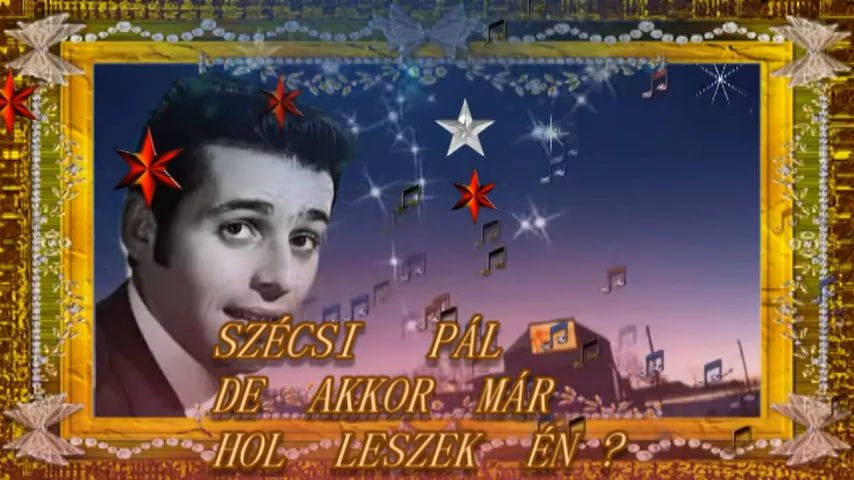 SZÉCSI PÁL
DE AKKOR MÁR
HOL LESZEK ÉN ?